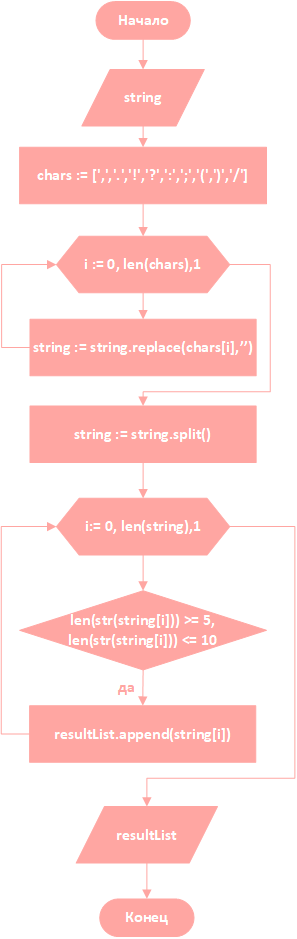 Начало
string
chars := [',','.','!','?',':',';','(',')','/']
i := 0, len(chars),1
string := string.replace(chars[i],'')
string := string.split()
i:= 0, len(string),1
len(str(string[i])) >= 5,
len(str(string[i])) <= 10
да
resultList.append(string[i])
resultList
Конец